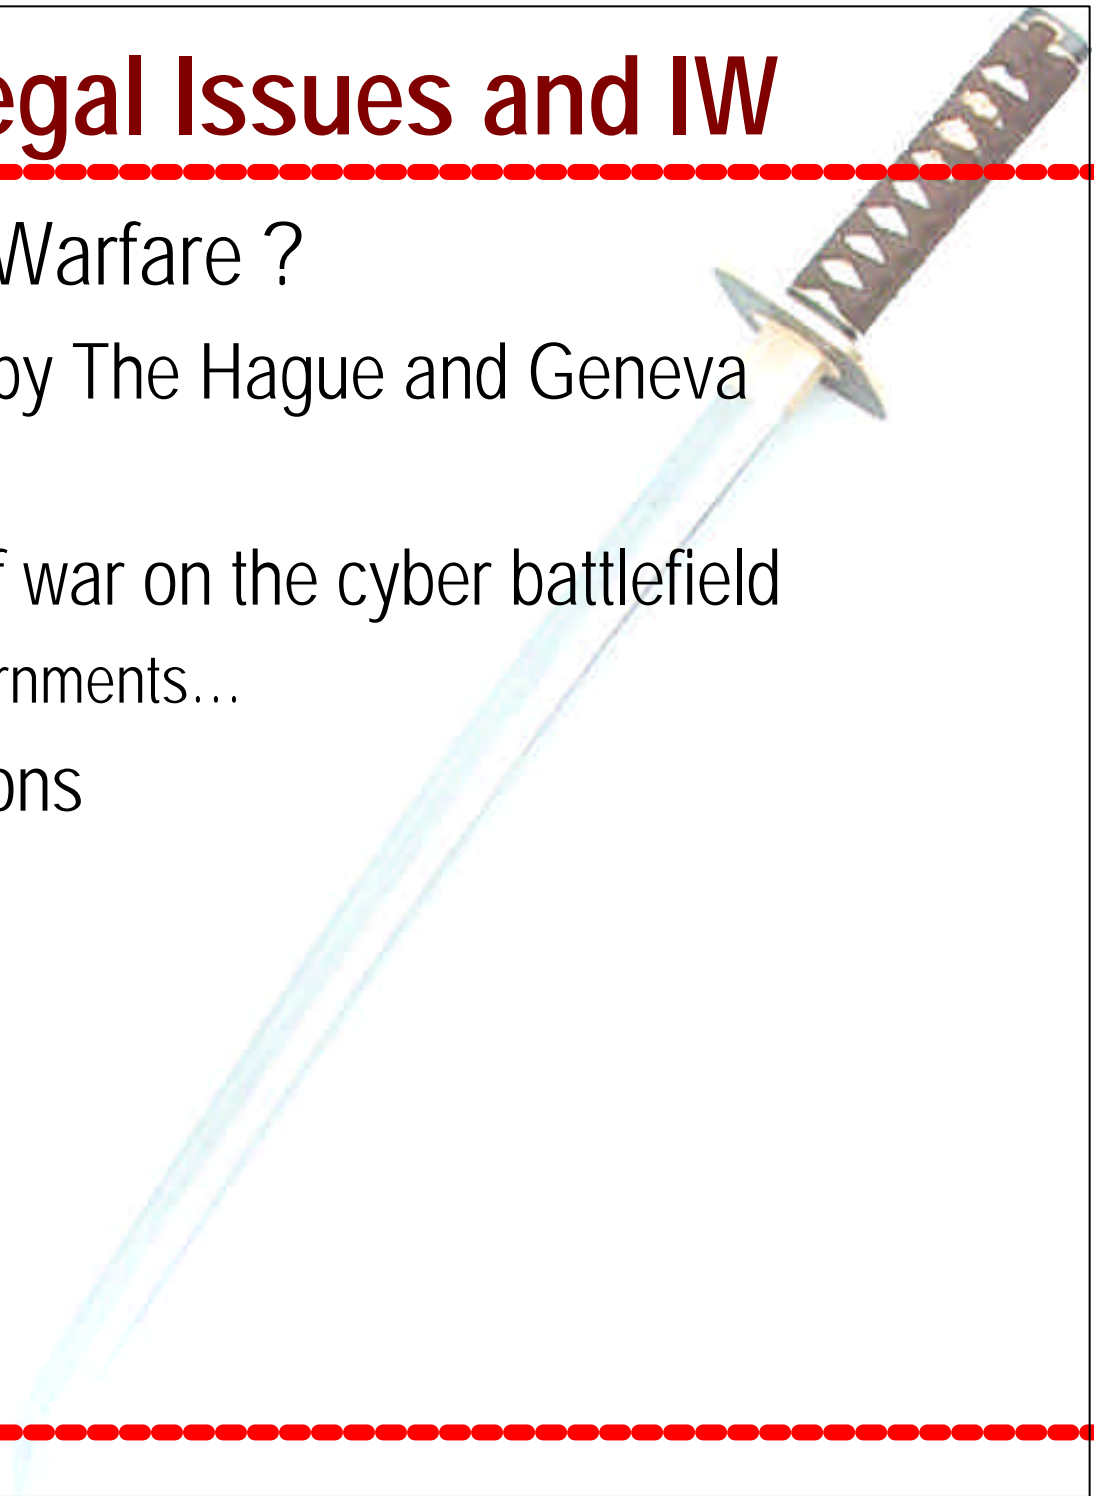 egal Issues and IW
Warfare ?
by The Hague and Geneva
f war on the cyber battlefield
rnments…
ons